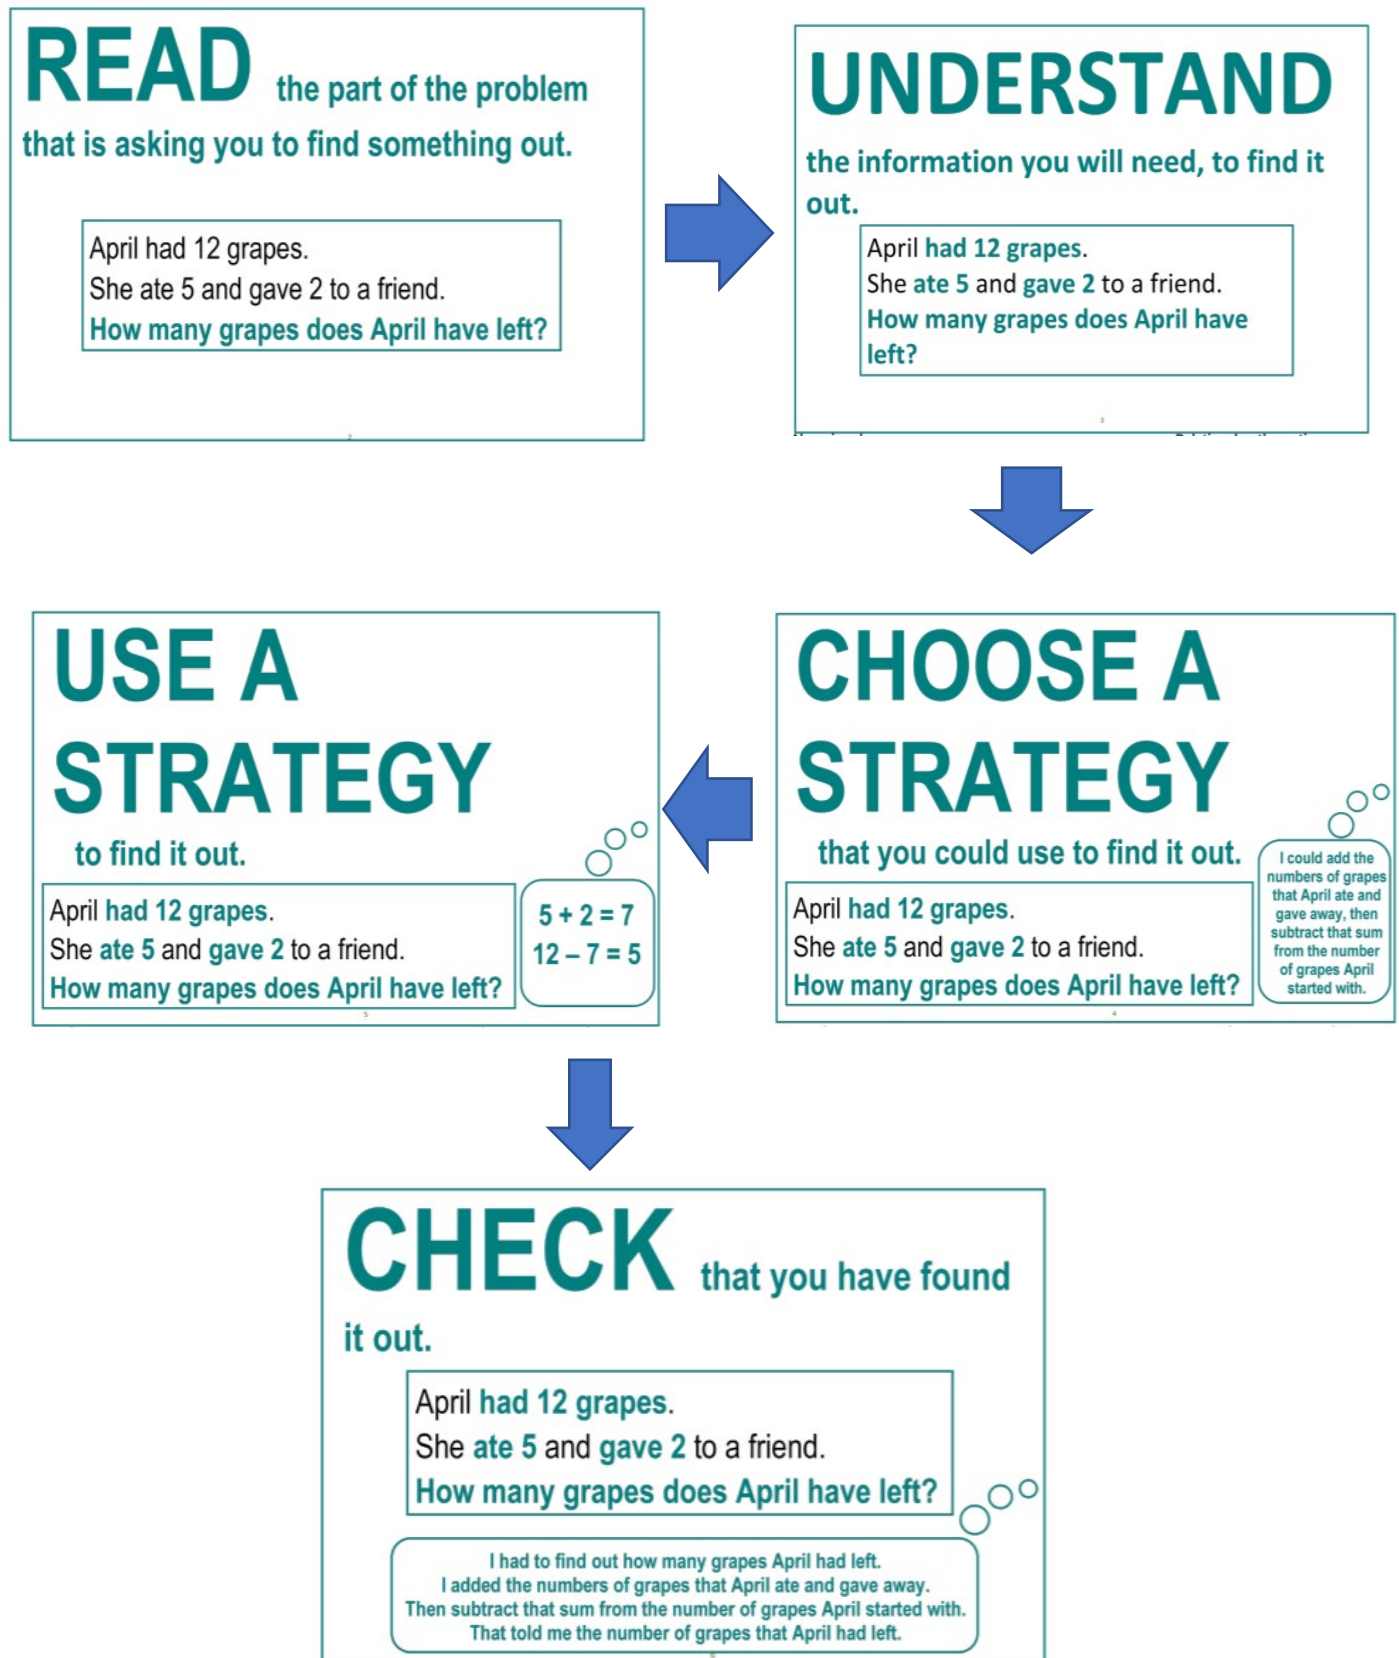 READ the part of the problem
that is asking you to find something out.
April had 12 grapes.
She ate 5 and gave 2 to a friend.
How many grapes does April have left?
2
UNDERSTAND
the information you will need, to find it
out.
April had 12 grapes.
She ate 5 and gave 2 to a friend.
How many grapes does April have
left?
3
CHOOSE A
STRATEGY
that you could use to find it out.
April had 12 grapes.
She ate 5 and gave 2 to a friend.
How many grapes does April have left?
I could add the
numbers of grapes
that April ate and
gave away, then
subtract that sum
from the number
of grapes April
started with.
4
USE A
STRATEGY
to find it out.
April had 12 grapes.
She ate 5 and gave 2 to a friend.
How many grapes does April have left?
5 + 2 = 7
12 – 7 = 5
5
CHECK that you have found
it out.
April had 12 grapes.
She ate 5 and gave 2 to a friend.
How many grapes does April have left?
I had to find out how many grapes April had left.
I added the numbers of grapes that April ate and gave away.
Then subtract that sum from the number of grapes April started with.
That told me the number of grapes that April had left.